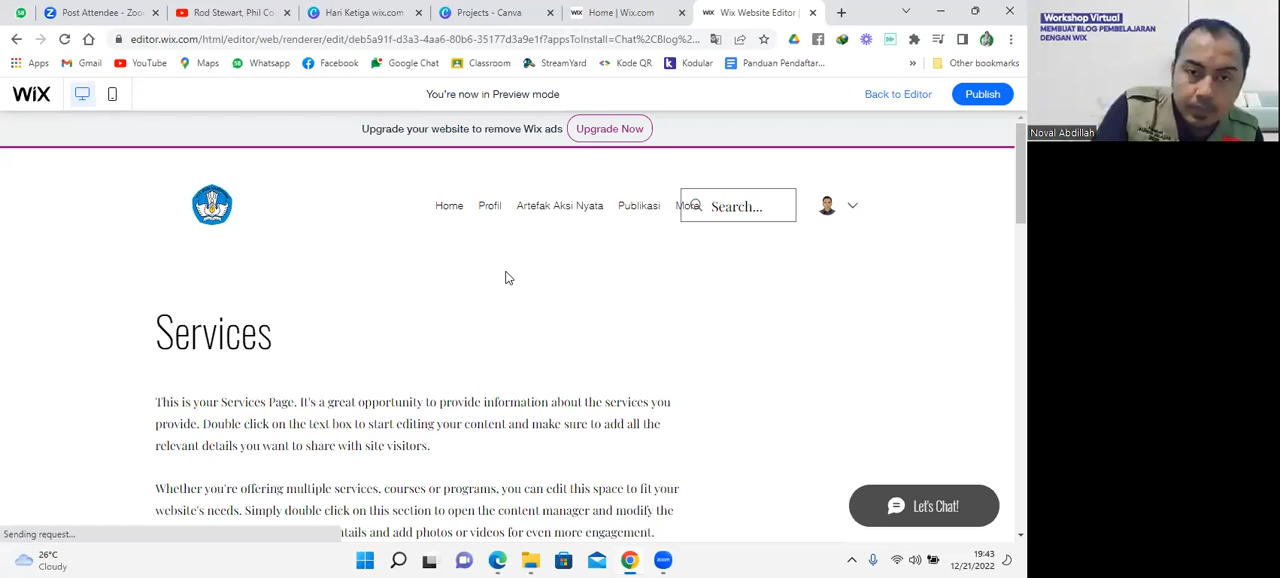 Post Attendee - Zoo
Rod Stewart, Phil Co
Hari Ketiga wix.com
Projects - Canva
WIX Home | Wix.com
WIX Wix Website Editor |
editor.wix.com/html/editor/web/renderer/edit/
-d3a3-4aa6-80b6-35177d3a9e1f?appsToInstall=Chat%2CBlog%2...
Apps
Gmail
YouTube
Maps
Whatsapp
Facebook
Google Chat
Classroom
StreamYard
Kode QR
Kodular
Panduan Pendaftar...
»
Other bookmarks
WIX
You're now in Preview mode
Back to Editor
Publish
Upgrade your website to remove Wix ads
Upgrade Now
Home
Profil
Artefak Aksi Nyata
Publikasi
More
Search...
Services
This is your Services Page. It's a great opportunity to provide information about the services you
provide. Double click on the text box to start editing your content and make sure to add all the
relevant details you want to share with site visitors.
Whether you're offering multiple services, courses or programs, you can edit this space to fit your
website's needs. Simply double click on this section to open the content manager and modify the
tails and add photos or videos for even more engagement.
Let's Chat!
Sending request...
26°C
Cloudy
zoom
19:43
12/21/2022
Workshop Virtual
MEMBUAT BLOG PEMBELAJARAN
DENGAN WIX
Noval Abdillah